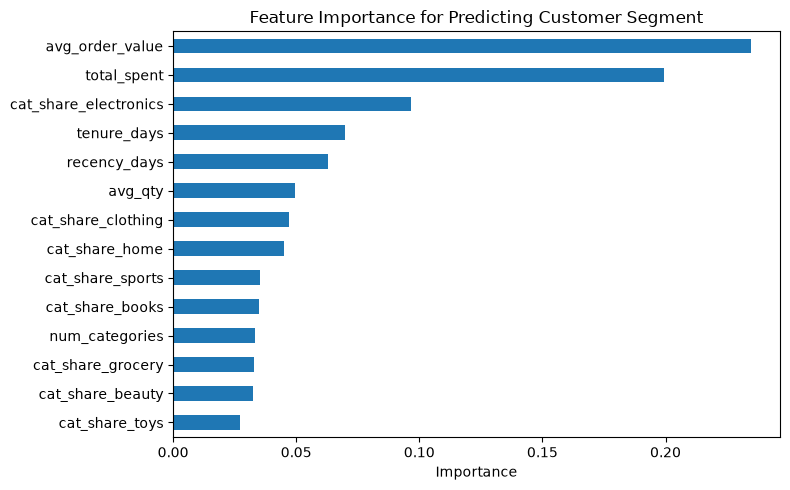 Feature Importance for Predicting Customer Segment
avg_order_value
total_spent
cat_share_electronics
tenure_days
recency_days
avg_qty
cat_share_clothing
cat_share_home
cat_share_sports
cat_share_books
num_categories
cat_share_grocery
cat_share_beauty
cat_share_toys
0.00 0.05 0.10 0.15 0.20
Importance